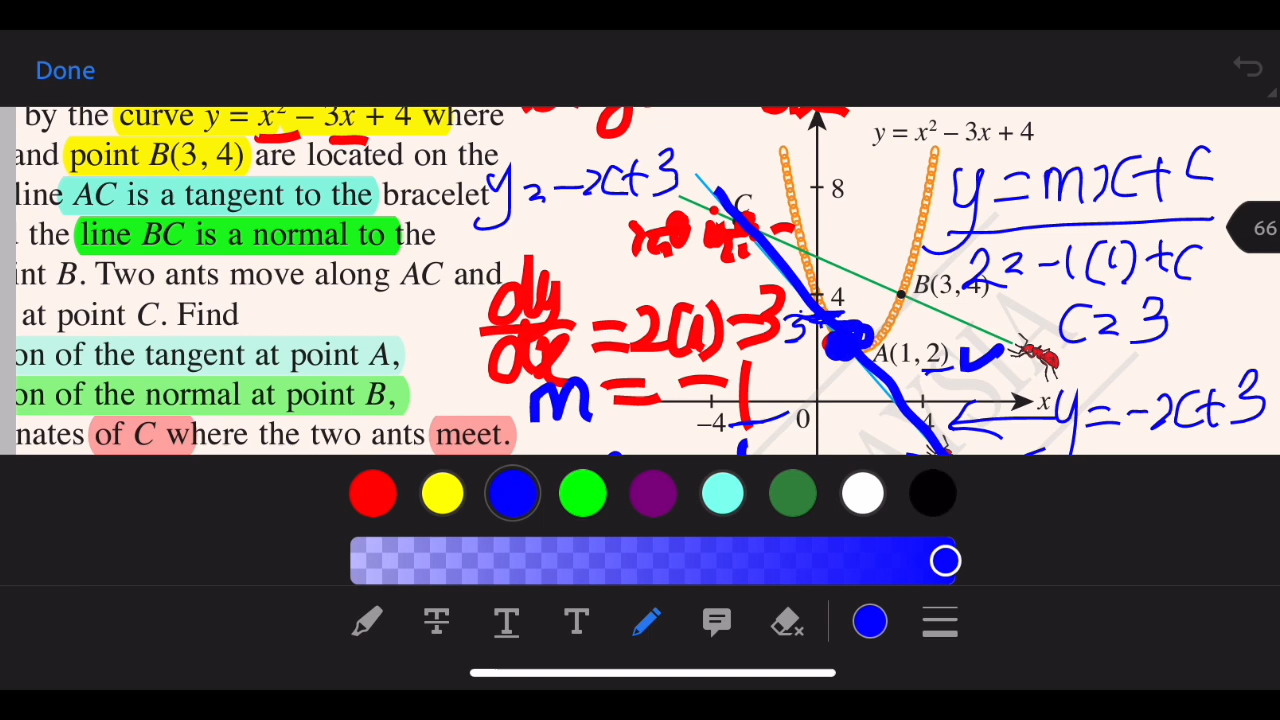 Done
by the curve y = x² – 3x + 4 where
and point B(3, 4) are located on the
line AC is a tangent to the bracelet
the line BC is a normal to the
int B. Two ants move along AC and
at point C. Find
on of the tangent at point A,
on of the normal at point B,
nates of C where the two ants meet.
y = x² – 3x + 4
8
C
4
B(3, 4)
A(1, 2)
–4
0
4
x
y = -x+3
dy/dx = 2(1) -3
m = -1
3
y = mx+c
2 = -1(1)+c
c = 3
y = -x+3
66
T